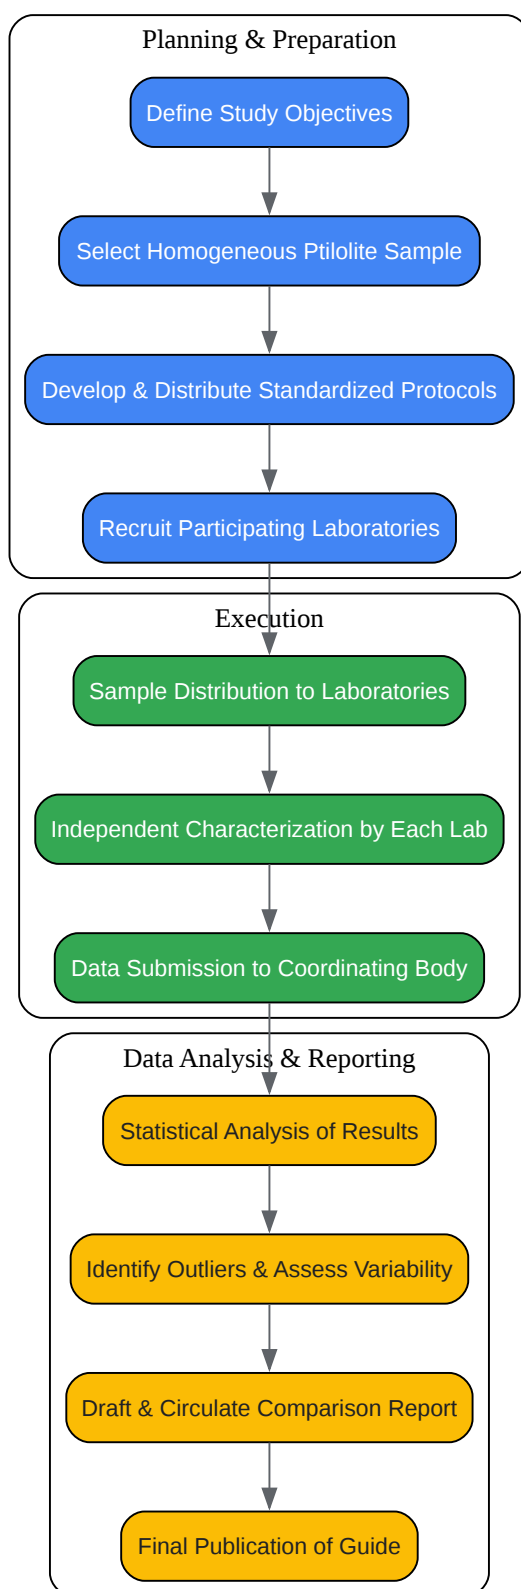 Planning & Preparation
Define Study Objectives
Select Homogeneous Ptilolite Sample
Develop & Distribute Standardized Protocols
Recruit Participating Laboratories
Execution
Sample Distribution to Laboratories
Independent Characterization by Each Lab
Data Submission to Coordinating Body
Data Analysis & Reporting
Statistical Analysis of Results
Identify Outliers & Assess Variability
Draft & Circulate Comparison Report
Final Publication of Guide